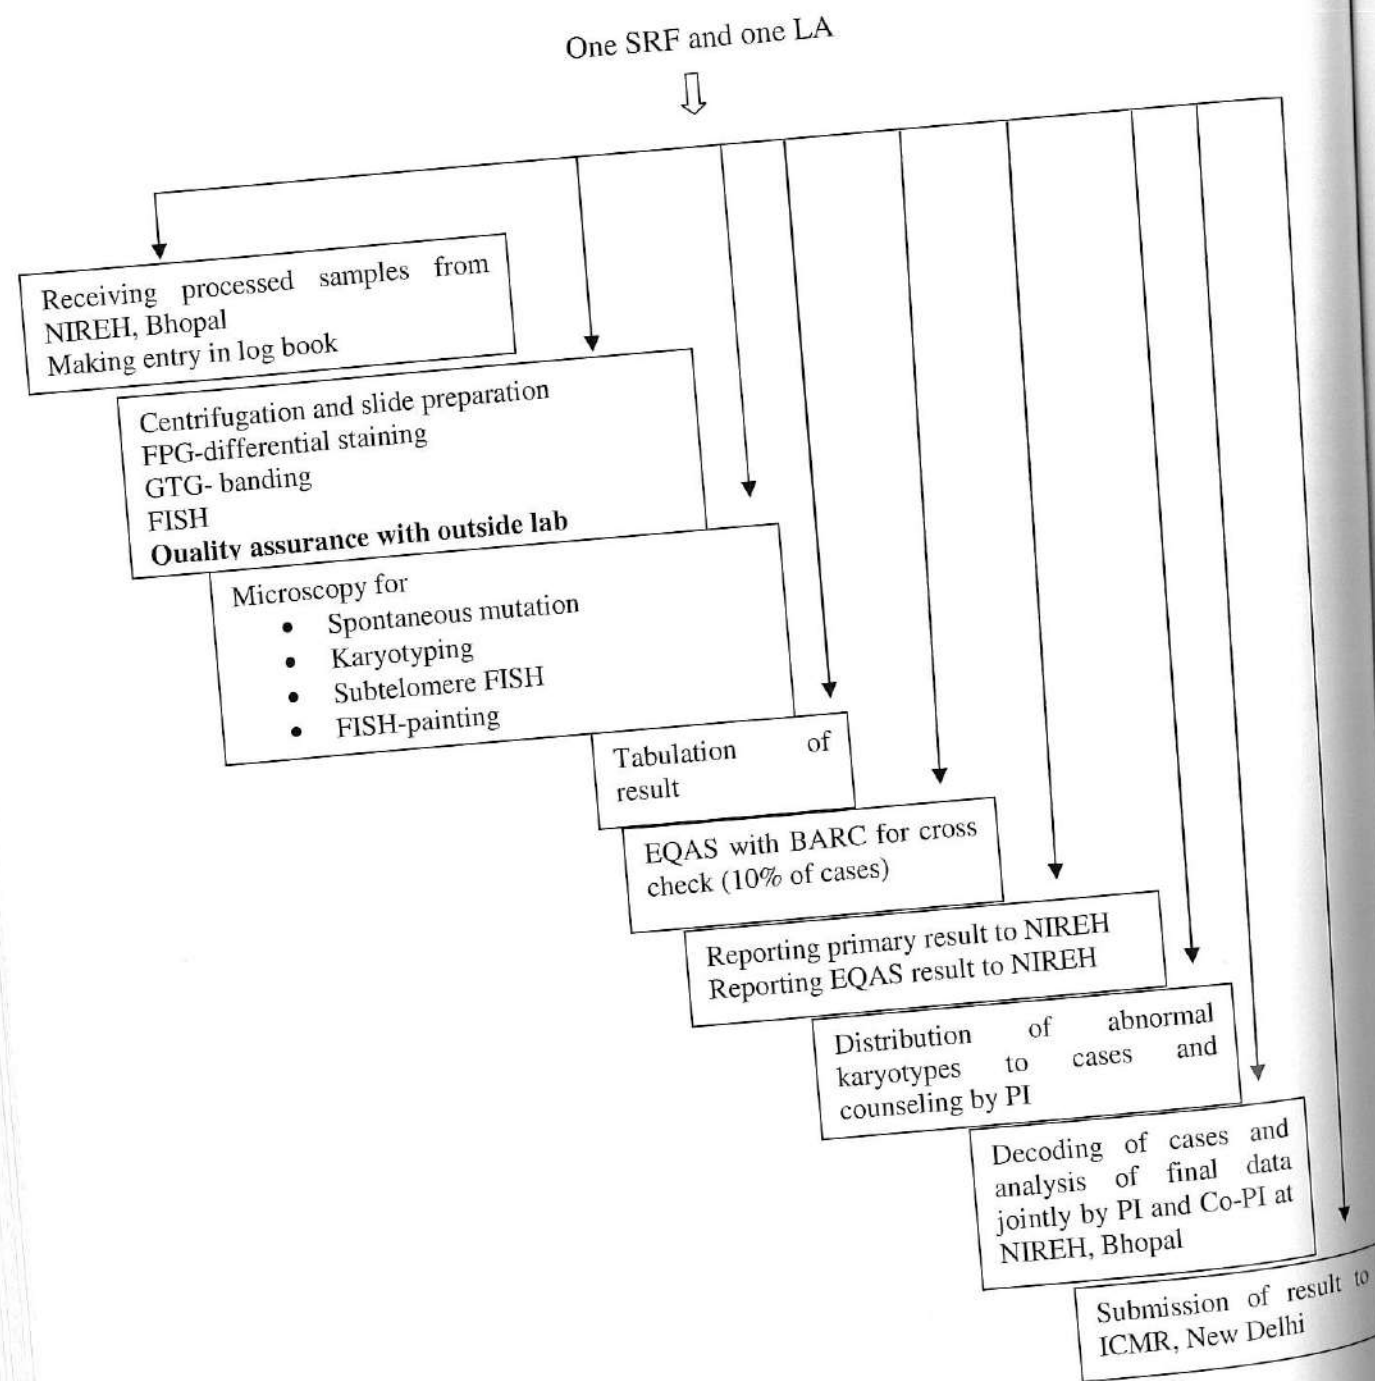 One SRF and one LA
Receiving processed samples from
NIREH, Bhopal
Making entry in log book
Centrifugation and slide preparation
FPG-differential staining
GTG- banding
FISH
Quality assurance with outside lab
Microscopy for
• Spontaneous mutation
• Karyotyping
• Subtelomere FISH
• FISH-painting
Tabulation of
result
EQAS with BARC for cross
check (10% of cases)
Reporting primary result to NIREH
Reporting EQAS result to NIREH
Distribution of abnormal
karyotypes to cases and
counseling by PI
Decoding of cases and
analysis of final data
jointly by PI and Co-PI at
NIREH, Bhopal
Submission of result to
ICMR, New Delhi